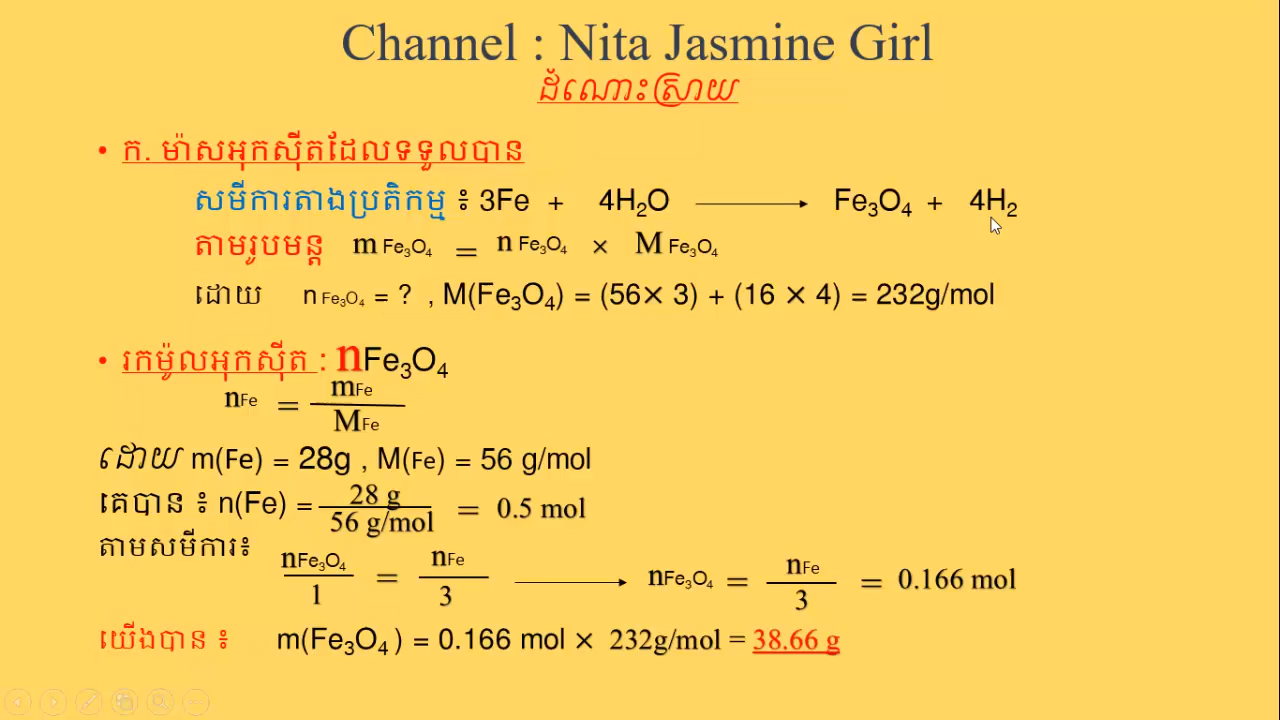 Channel : Nita Jasmine Girl
ដំណោះស្រាយ
• ក. ម៉ាសអុកស៊ីតដែលទទួលបាន
សមីការតាងប្រតិកម្ម ៖ 3Fe + 4H₂O ⟶ Fe₃O₄ + 4H₂
តាមរូបមន្ត m Fe₃O₄ = n Fe₃O₄ × M Fe₃O₄
ដោយ n Fe₃O₄ = ? , M(Fe₃O₄) = (56× 3) + (16 × 4) = 232g/mol
• រកម៉ូលអុកស៊ីត : nFe₃O₄
nFe = mFe / MFe
ដោយ m(Fe) = 28g , M(Fe) = 56 g/mol
គេបាន ៖ n(Fe) = 28 g / 56 g/mol = 0.5 mol
តាមសមីការ៖
nFe₃O₄ / 1 = nFe / 3 ⟶ nFe₃O₄ = nFe / 3 = 0.166 mol
យើងបាន ៖ m(Fe₃O₄ ) = 0.166 mol × 232g/mol = 38.66 g